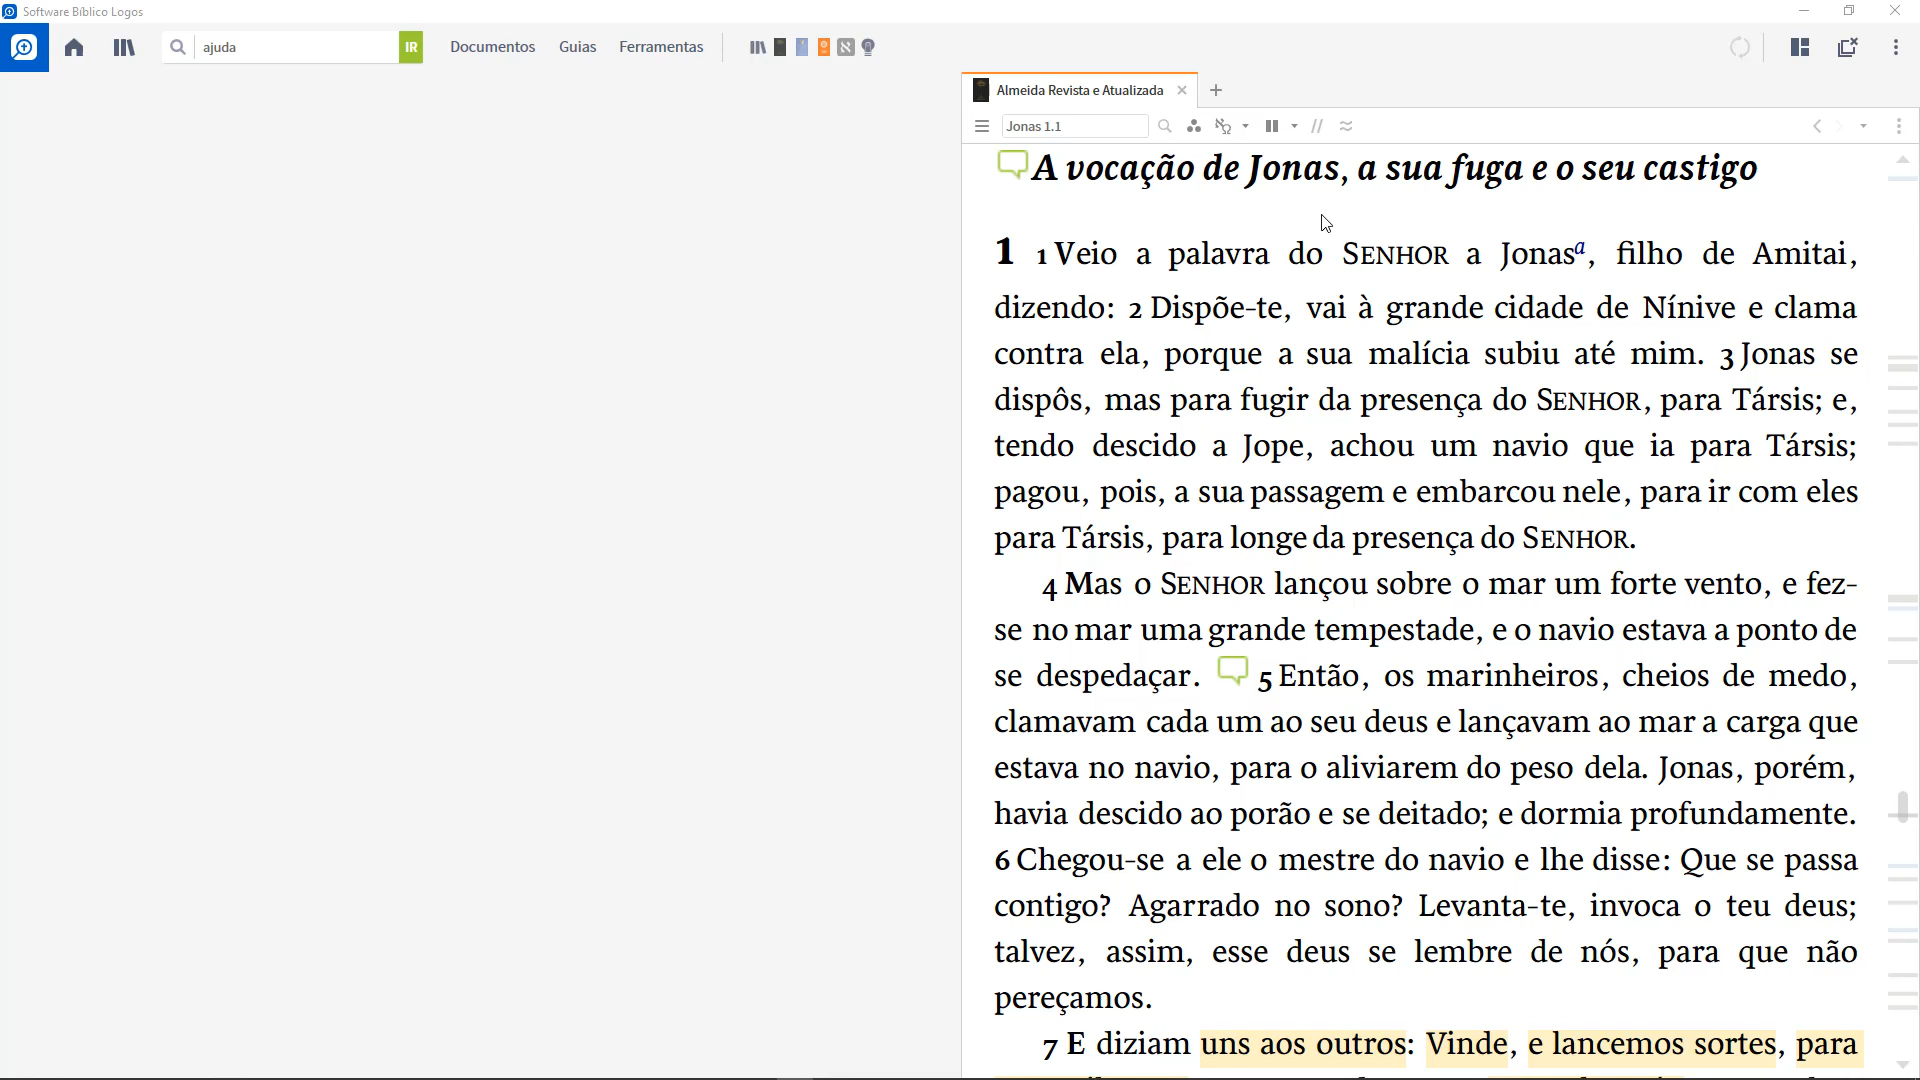 Software Bíblico Logos
ajuda
IR
Documentos
Guias
Ferramentas
Almeida Revista e Atualizada
Jonas 1.1
A vocação de Jonas, a sua fuga e o seu castigo
1 1 Veio a palavra do SENHOR a Jonasª, filho de Amitai,
dizendo: 2 Dispõe-te, vai à grande cidade de Nínive e clama
contra ela, porque a sua malícia subiu até mim. 3 Jonas se
dispôs, mas para fugir da presença do SENHOR, para Társis; e,
tendo descido a Jope, achou um navio que ia para Társis;
pagou, pois, a sua passagem e embarcou nele, para ir com eles
para Társis, para longe da presença do SENHOR.
4 Mas o SENHOR lançou sobre o mar um forte vento, e fez-
se no mar uma grande tempestade, e o navio estava a ponto de
se despedaçar. 5 Então, os marinheiros, cheios de medo,
clamavam cada um ao seu deus e lançavam ao mar a carga que
estava no navio, para o aliviarem do peso dela. Jonas, porém,
havia descido ao porão e se deitado; e dormia profundamente.
6 Chegou-se a ele o mestre do navio e lhe disse: Que se passa
contigo? Agarrado no sono? Levanta-te, invoca o teu deus;
talvez, assim, esse deus se lembre de nós, para que não
pereçamos.
7 E diziam uns aos outros: Vinde, e lancemos sortes, para